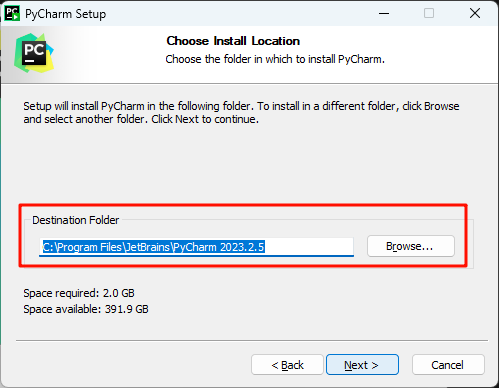 PyCharm Setup
PC
Choose Install Location
Choose the folder in which to install PyCharm.
Setup will install PyCharm in the following folder. To install in a different folder, click Browse
and select another folder. Click Next to continue.
Destination Folder
C:\Program Files\JetBrains\PyCharm 2023.2.5
Browse...
Space required: 2.0 GB
Space available: 391.9 GB
< Back
Next >
Cancel